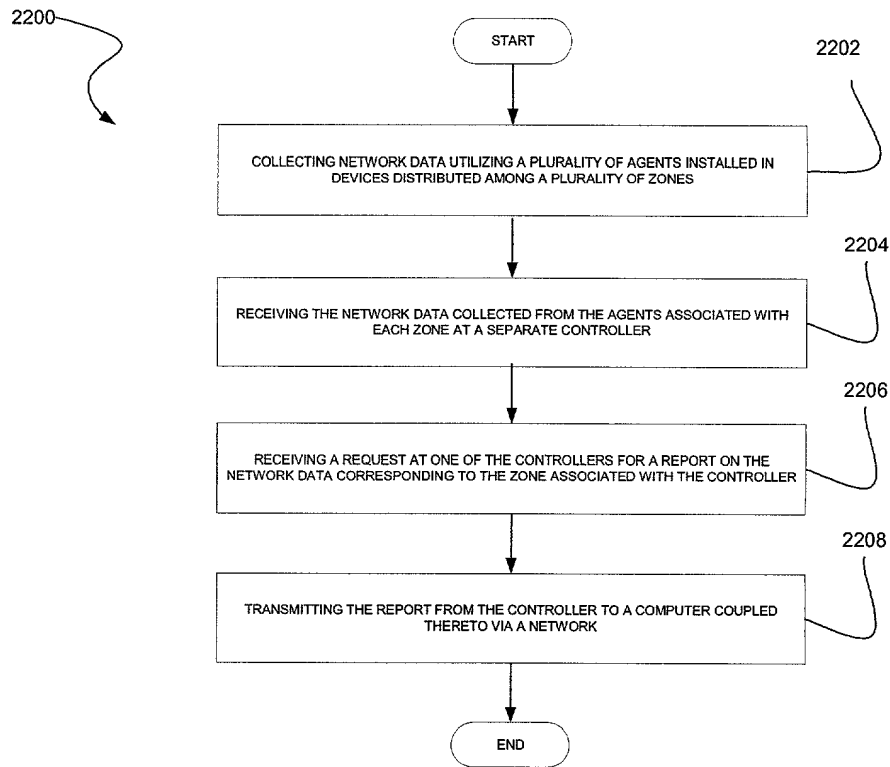 2200
START
2202
COLLECTING NETWORK DATA UTILIZING A PLURALITY OF AGENTS INSTALLED IN
DEVICES DISTRIBUTED AMONG A PLURALITY OF ZONES
2204
RECEIVING THE NETWORK DATA COLLECTED FROM THE AGENTS ASSOCIATED WITH
EACH ZONE AT A SEPARATE CONTROLLER
2206
RECEIVING A REQUEST AT ONE OF THE CONTROLLERS FOR A REPORT ON THE
NETWORK DATA CORRESPONDING TO THE ZONE ASSOCIATED WITH THE CONTROLLER
2208
TRANSMITTING THE REPORT FROM THE CONTROLLER TO A COMPUTER COUPLED
THERETO VIA A NETWORK
END